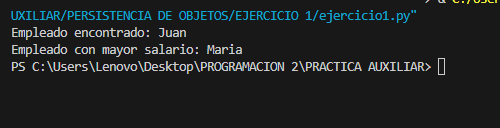 UXILIAR/PERSISTENCIA DE OBJETOS/EJERCICIO 1/ejercicio1.py"
Empleado encontrado: Juan
Empleado con mayor salario: Maria
PS C:\Users\Lenovo\Desktop\PROGRAMACION 2\PRACTICA AUXILIAR>